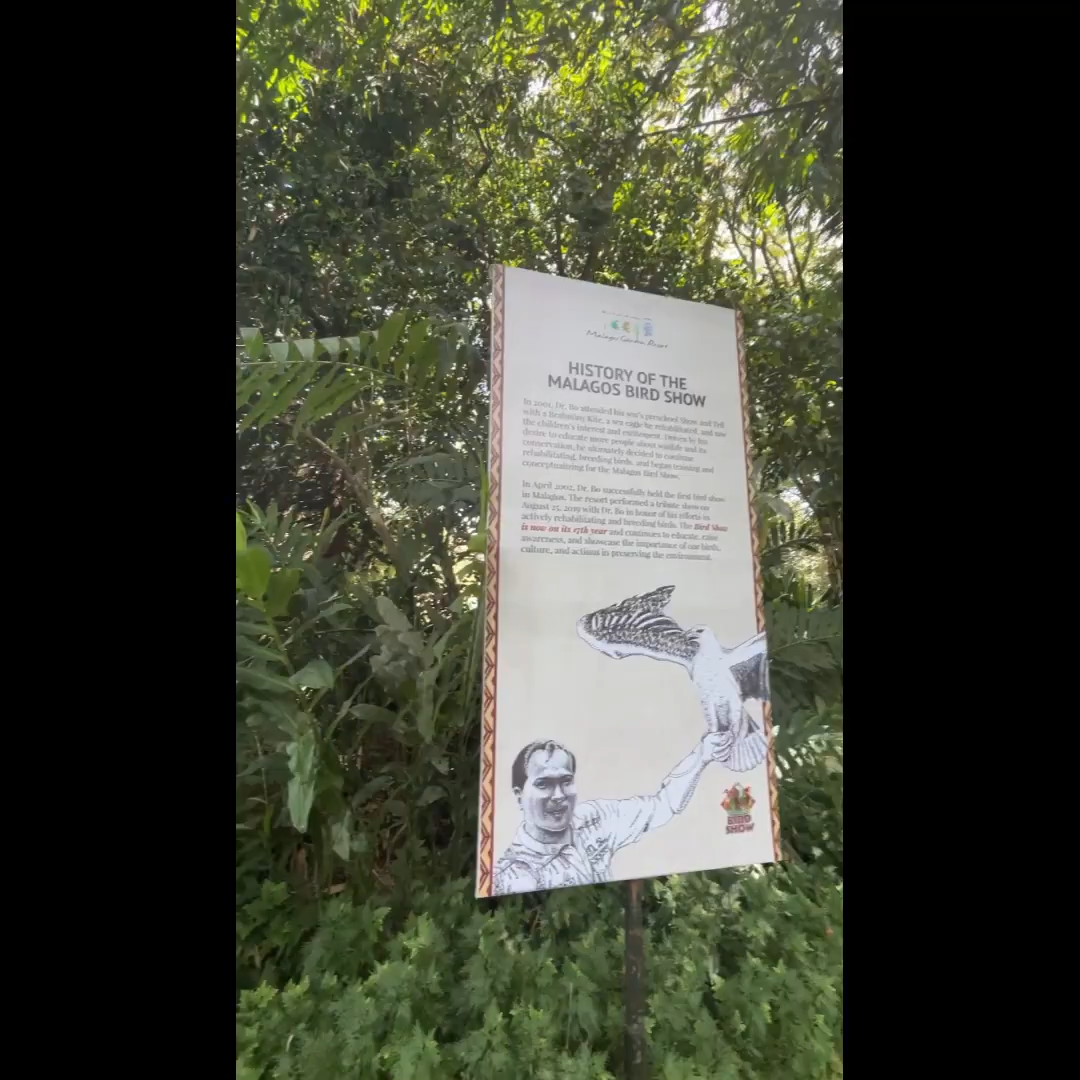 Malagos Garden Resort
HISTORY OF THE
MALAGOS BIRD SHOW
In 2001, Dr. Bo attended his son's preschool Show and Tell
with a Brahminy Kite, a sea eagle he rehabilitated, and saw
the children's interest and excitement. Driven by his
desire to educate more people about wildlife and its
conservation, he ultimately decided to continue
rehabilitating, breeding birds, and began training and
conceptualizing for the Malagos Bird Show.
In April 2002, Dr. Bo successfully held the first bird show
in Malagos. The resort performed a tribute show on
August 25, 2019 with Dr. Bo in honor of his efforts in
actively rehabilitating and breeding birds. The Bird Show
is now on its 17th year and continues to educate, raise
awareness, and showcase the importance of our birds,
culture, and actions in preserving the environment.
BIRD
SHOW